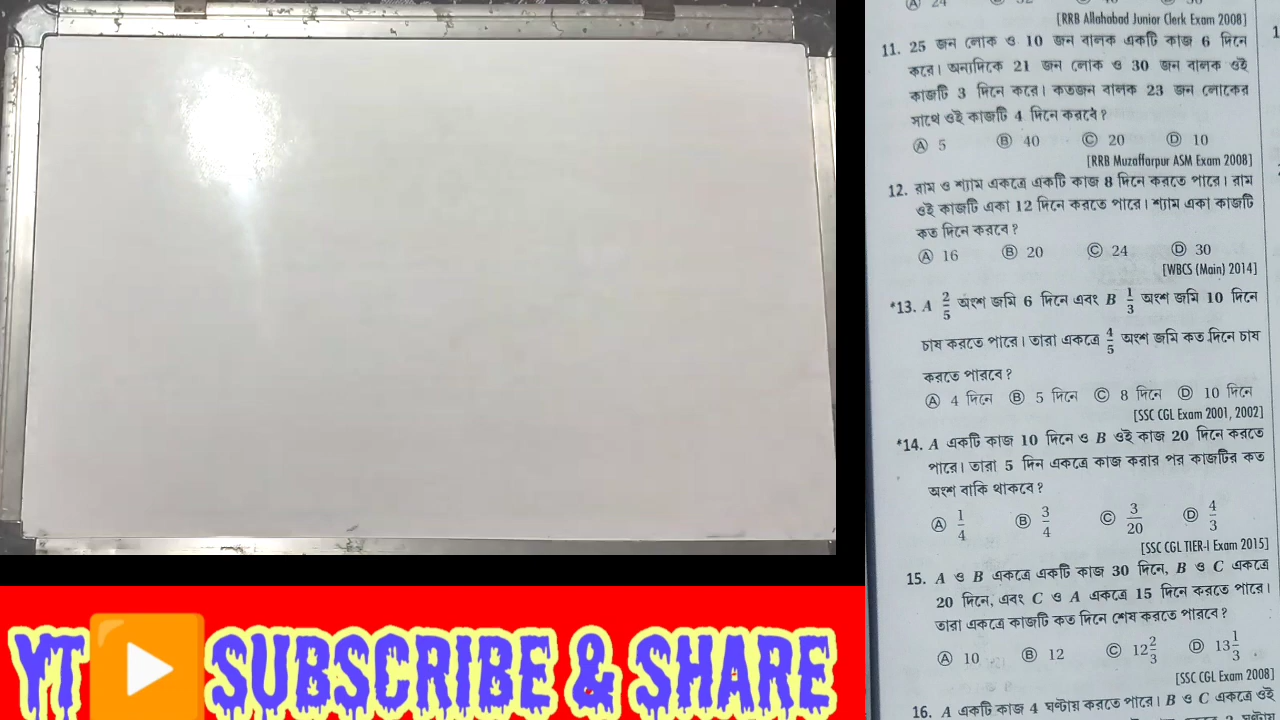 [RRB Allahabad Junior Clerk Exam 2008]
11. 25 জন লোক ও 10 জন বালক একটি কাজ 6 দিনে
করে। অন্যদিকে 21 জন লোক ও 30 জন বালক ওই
কাজটি 3 দিনে করে। কতজন বালক 23 জন লোকের
সাথে ওই কাজটি 4 দিনে করবে?
Ⓐ 5 Ⓑ 40 Ⓒ 20 Ⓓ 10
[RRB Muzaffarpur ASM Exam 2008]
12. রাম ও শ্যাম একত্রে একটি কাজ 8 দিনে করতে পারে। রাম
ওই কাজটি একা 12 দিনে করতে পারে। শ্যাম একা কাজটি
কত দিনে করবে?
Ⓐ 16 Ⓑ 20 Ⓒ 24 Ⓓ 30
[WBCS (Main) 2014]
*13. A 2/5 অংশ জমি 6 দিনে এবং B 1/3 অংশ জমি 10 দিনে
চাষ করতে পারে। তারা একত্রে 4/5 অংশ জমি কত দিনে চাষ
করতে পারবে?
Ⓐ 4 দিনে Ⓑ 5 দিনে Ⓒ 8 দিনে Ⓓ 10 দিনে
[SSC CGL Exam 2001, 2002]
*14. A একটি কাজ 10 দিনে ও B ওই কাজ 20 দিনে করতে
পারে। তারা 5 দিন একত্রে কাজ করার পর কাজটির কত
অংশ বাকি থাকবে?
Ⓐ 1/4 Ⓑ 3/4 Ⓒ 3/20 Ⓓ 4/3
[SSC CGL TIER-I Exam 2015]
15. A ও B একত্রে একটি কাজ 30 দিনে, B ও C একত্রে
20 দিনে, এবং C ও A একত্রে 15 দিনে করতে পারে।
তারা একত্রে কাজটি কত দিনে শেষ করতে পারবে?
Ⓐ 10 Ⓑ 12 Ⓒ 12 2/3 Ⓓ 13 1/3
[SSC CGL Exam 2008]
16. A একটি কাজ 4 ঘণ্টায় করতে পারে। B ও C একত্রে ওই
YT SUBSCRIBE & SHARE